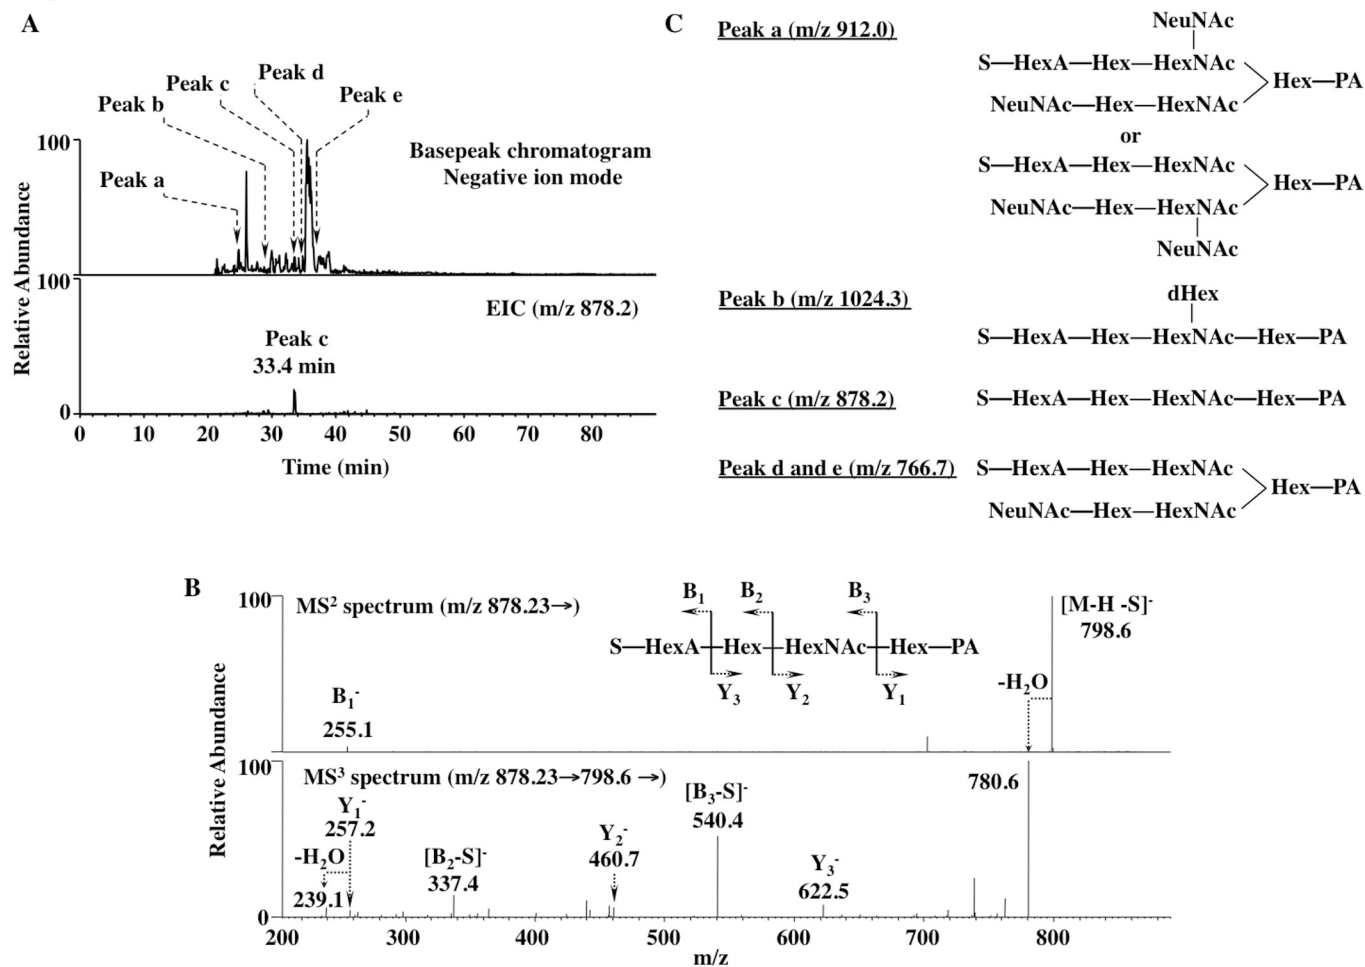 A
Peak d
Peak c
Peak e
Peak b
Peak a
100
Basepeak chromatogram
Negative ion mode
100
EIC (m/z 878.2)
Peak c
33.4 min
0
0 10 20 30 40 50 60 70 80
Time (min)
Relative Abundance
C
Peak a (m/z 912.0)
NeuNAc
S—HexA—Hex—HexNAc
Hex—PA
NeuNAc—Hex—HexNAc
or
S—HexA—Hex—HexNAc
Hex—PA
NeuNAc—Hex—HexNAc
NeuNAc
Peak b (m/z 1024.3)
dHex
S—HexA—Hex—HexNAc—Hex—PA
Peak c (m/z 878.2)
S—HexA—Hex—HexNAc—Hex—PA
Peak d and e (m/z 766.7)
S—HexA—Hex—HexNAc
Hex—PA
NeuNAc—Hex—HexNAc
B
100
MS² spectrum (m/z 878.23→)
B₁ B₂ B₃
S—HexA—Hex—HexNAc—Hex—PA
Y₃ Y₂ Y₁
[M-H -S]⁻
798.6
-H₂O
B₁⁻
255.1
100
MS³ spectrum (m/z 878.23→798.6 →)
Y₁⁻
257.2
-H₂O
239.1
[B₂-S]⁻
337.4
Y₂⁻
460.7
[B₃-S]⁻
540.4
Y₃⁻
622.5
780.6
0
200 300 400 500 600 700 800
m/z
Relative Abundance